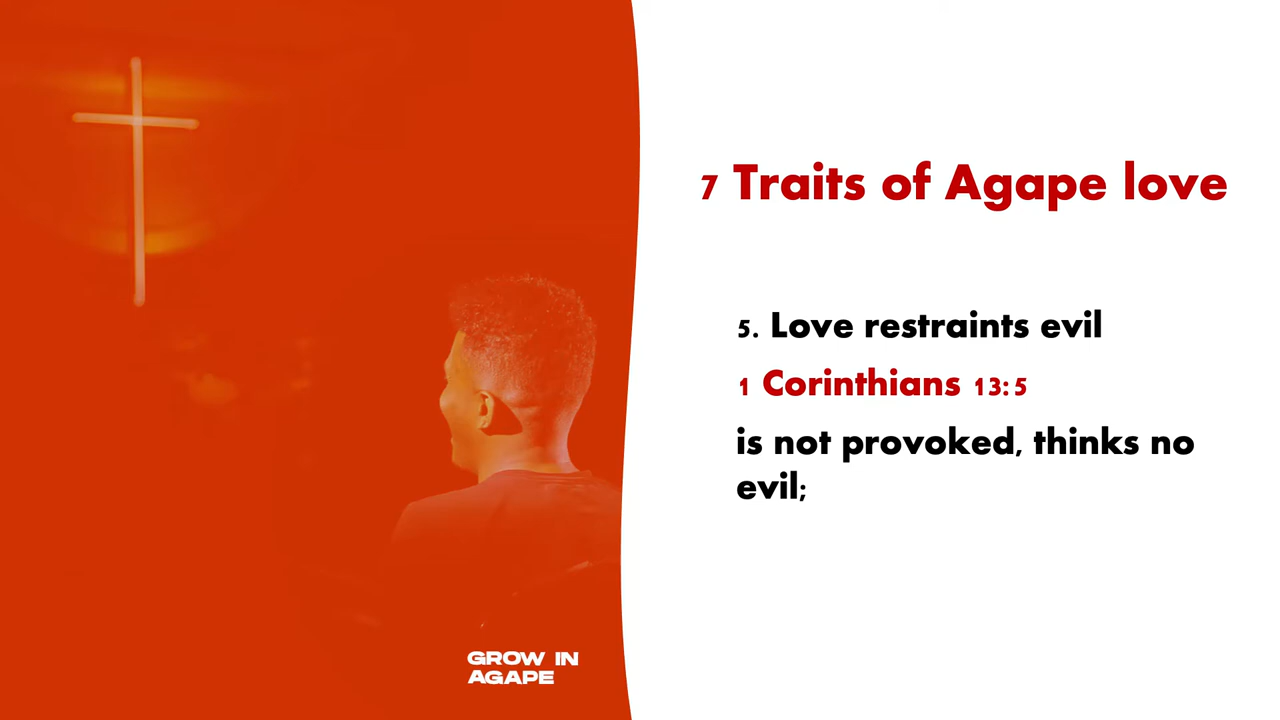 7 Traits of Agape love
5. Love restraints evil
1 Corinthians 13:5
is not provoked, thinks no
evil;
GROW IN
AGAPE